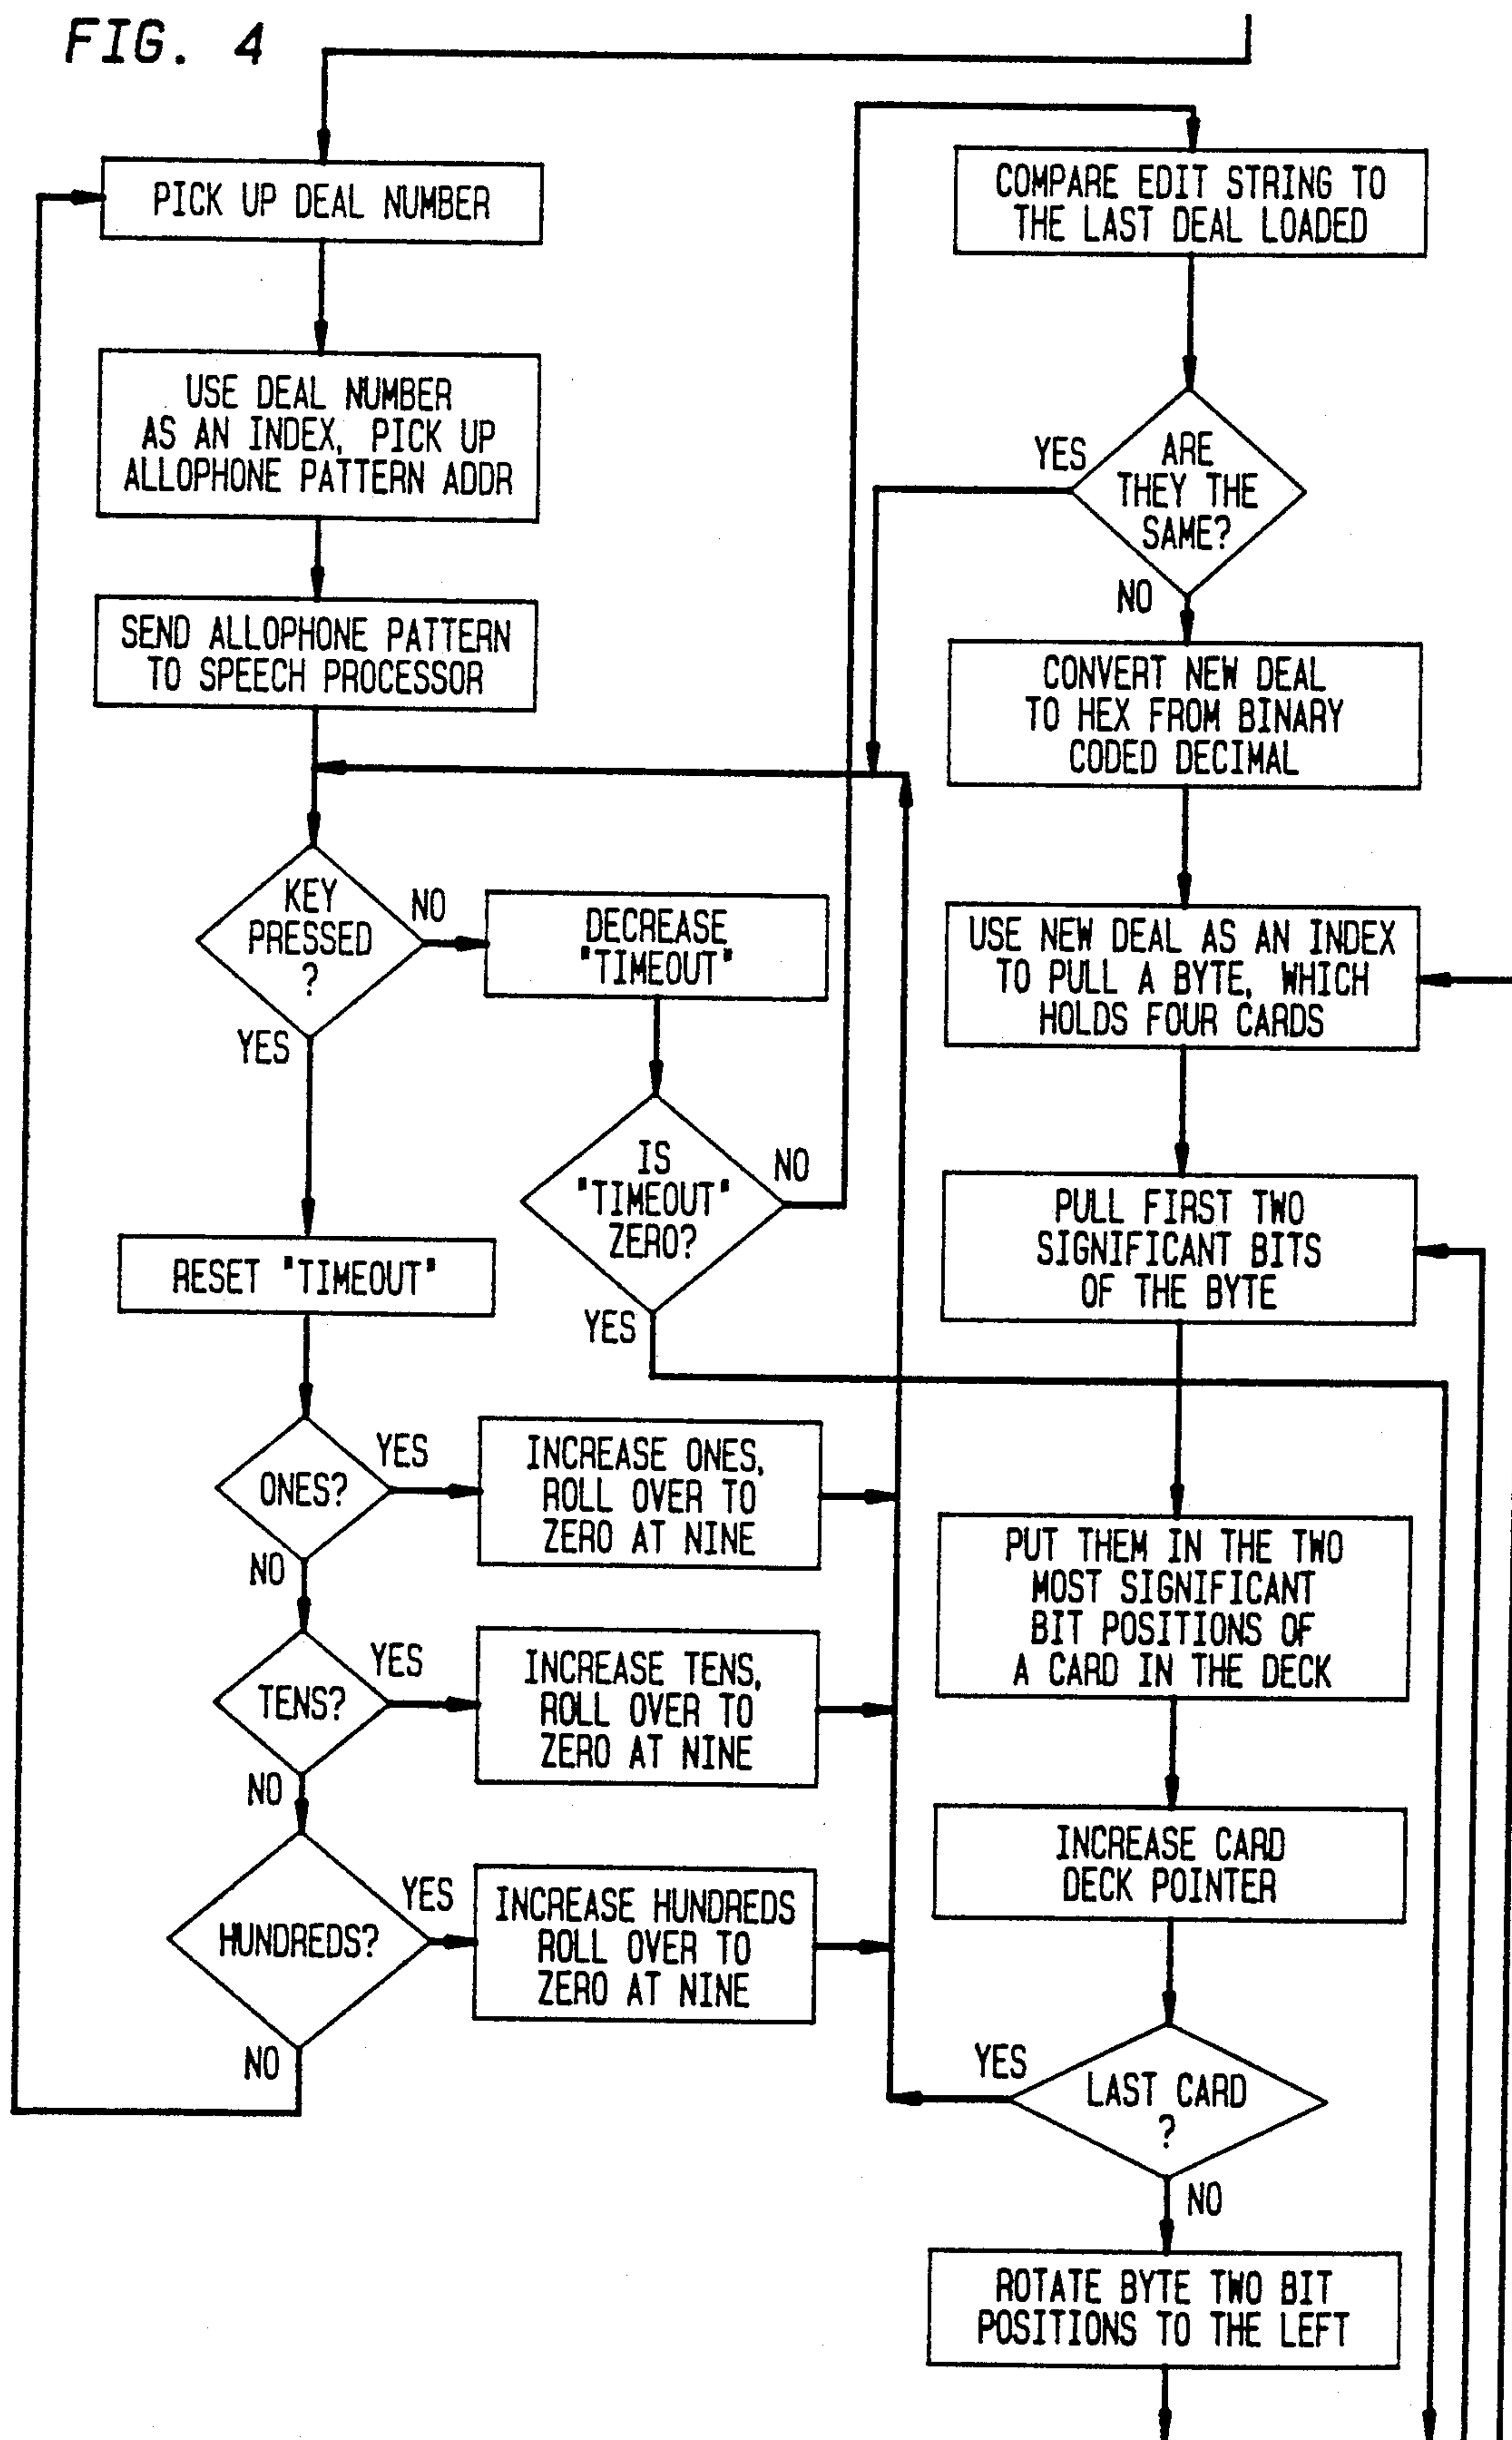 FIG. 4
PICK UP DEAL NUMBER
USE DEAL NUMBER
AS AN INDEX, PICK UP
ALLOPHONE PATTERN ADDR
SEND ALLOPHONE PATTERN
TO SPEECH PROCESSOR
KEY
PRESSED
?
NO
YES
DECREASE
"TIMEOUT"
IS
"TIMEOUT"
ZERO?
NO
YES
RESET "TIMEOUT"
ONES?
YES
NO
INCREASE ONES,
ROLL OVER TO
ZERO AT NINE
TENS?
YES
NO
INCREASE TENS,
ROLL OVER TO
ZERO AT NINE
HUNDREDS?
YES
NO
INCREASE HUNDREDS
ROLL OVER TO
ZERO AT NINE
COMPARE EDIT STRING TO
THE LAST DEAL LOADED
ARE
THEY THE
SAME?
YES
NO
CONVERT NEW DEAL
TO HEX FROM BINARY
CODED DECIMAL
USE NEW DEAL AS AN INDEX
TO PULL A BYTE, WHICH
HOLDS FOUR CARDS
PULL FIRST TWO
SIGNIFICANT BITS
OF THE BYTE
PUT THEM IN THE TWO
MOST SIGNIFICANT
BIT POSITIONS OF
A CARD IN THE DECK
INCREASE CARD
DECK POINTER
LAST CARD
?
YES
NO
ROTATE BYTE TWO BIT
POSITIONS TO THE LEFT